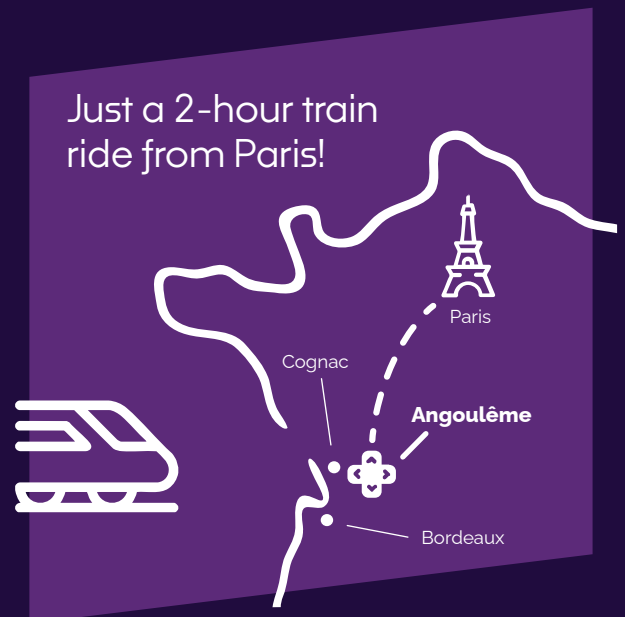 Just a 2-hour train
ride from Paris!
Paris
Cognac
Angoulême
Bordeaux